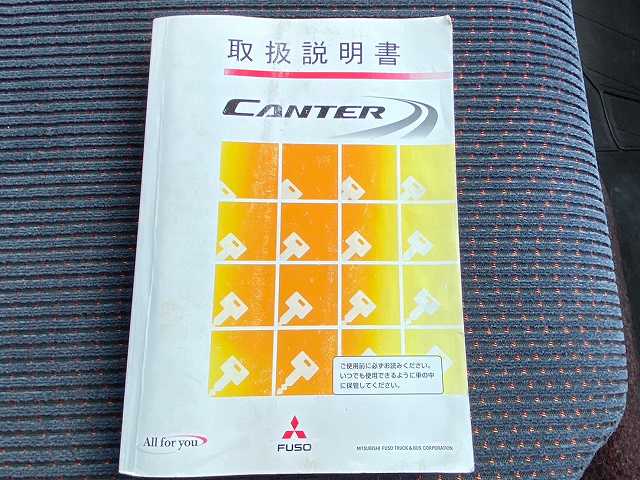 取扱説明書
CANTER
ご使用前に必ずお読みください。
いつでも使用できるように車の中
に保管してください。
All for you
FUSO
MITSUBISHI FUSO TRUCK & BUS CORPORATION